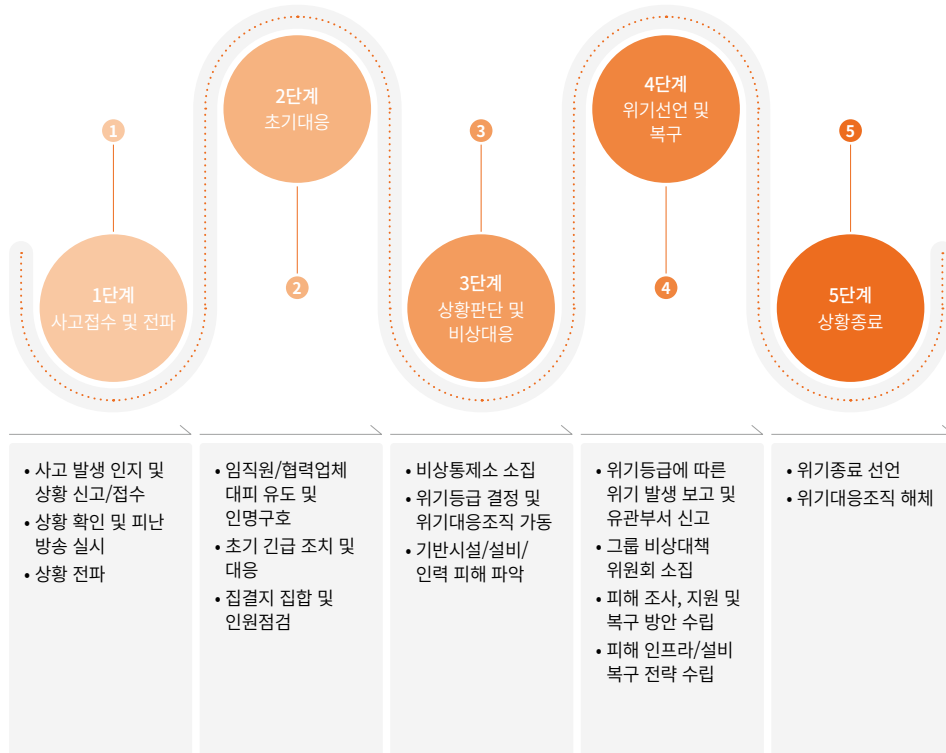 1
1단계
사고접수 및 전파
2단계
초기대응
2
3
3단계
상황판단 및
비상대응
4단계
위기선언 및
복구
4
5
5단계
상황종료
• 사고 발생 인지 및
상황 신고/접수
• 상황 확인 및 피난
방송 실시
• 상황 전파
• 임직원/협력업체
대피 유도 및
인명구호
• 초기 긴급 조치 및
대응
• 집결지 집합 및
인원점검
• 비상통제소 소집
• 위기등급 결정 및
위기대응조직 가동
• 기반시설/설비/
인력 피해 파악
• 위기등급에 따른
위기 발생 보고 및
유관부서 신고
• 그룹 비상대책
위원회 소집
• 피해 조사, 지원 및
복구 방안 수립
• 피해 인프라/설비
복구 전략 수립
• 위기종료 선언
• 위기대응조직 해체